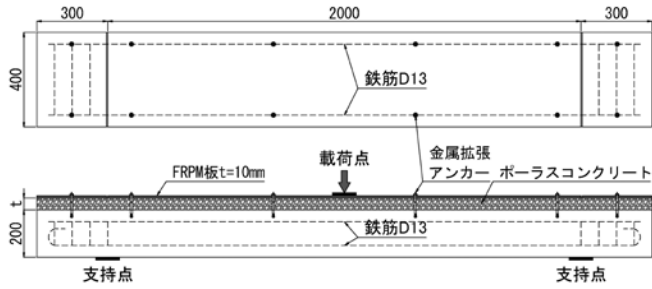 300
2000
300
400
鉄筋D13
FRPM板t=10mm
載荷点
金属拡張
アンカー
ポーラスコンクリート
t
200
鉄筋D13
支持点
支持点